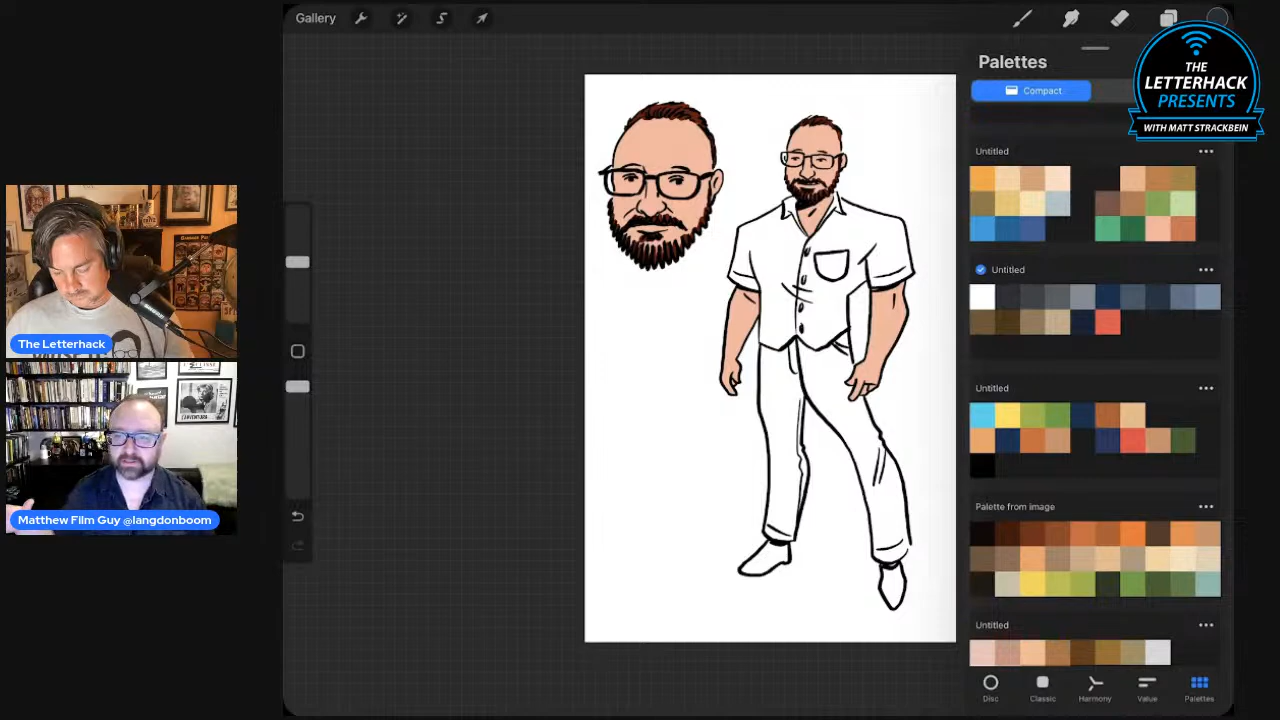 Gallery
Palettes
Compact
THE
LETTERHACK
PRESENTS
WITH MATT STRACKBEIN
Untitled
Untitled
Untitled
Palette from image
Untitled
Disc
Classic
Harmony
Value
Palettes
The Letterhack
Matthew Film Guy @langdonboom
L'AVVENTURA